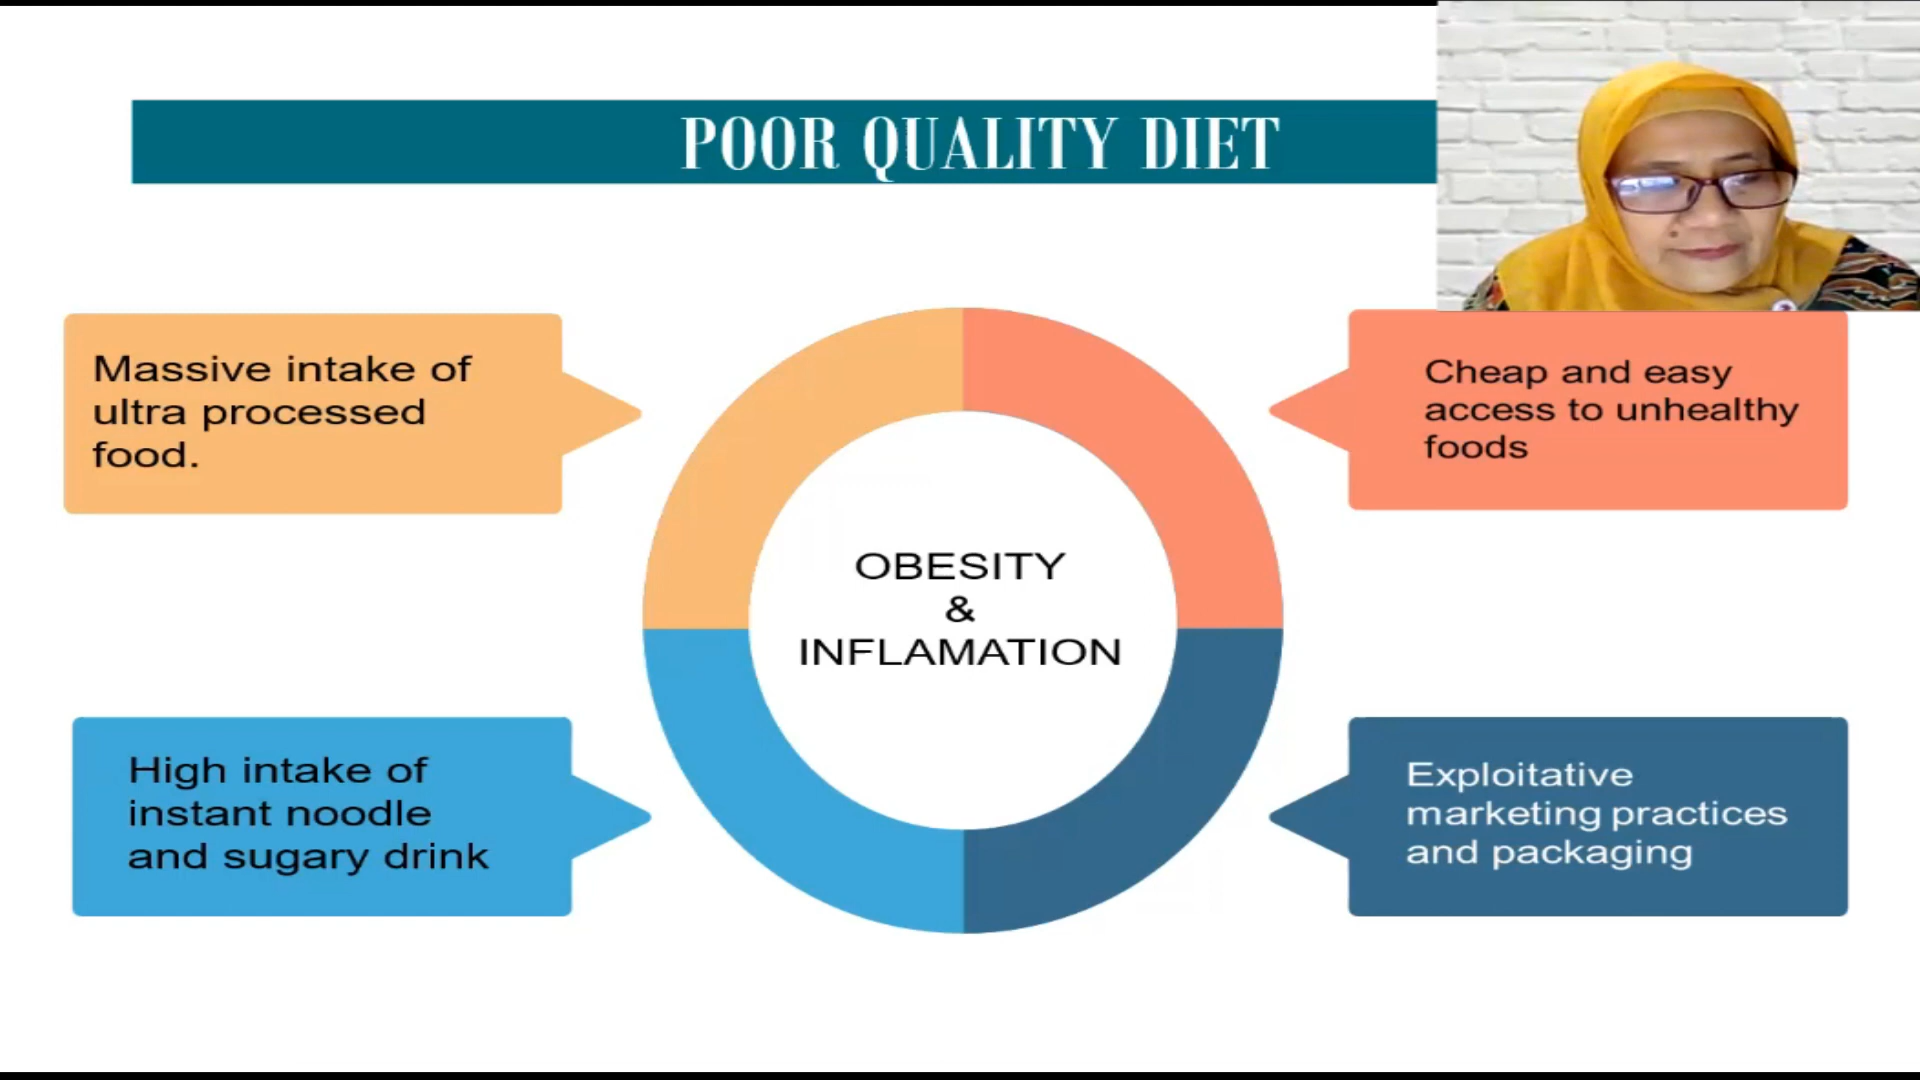 POOR QUALITY DIET
Massive intake of
ultra processed
food.
Cheap and easy
access to unhealthy
foods
OBESITY
&
INFLAMATION
High intake of
instant noodle
and sugary drink
Exploitative
marketing practices
and packaging